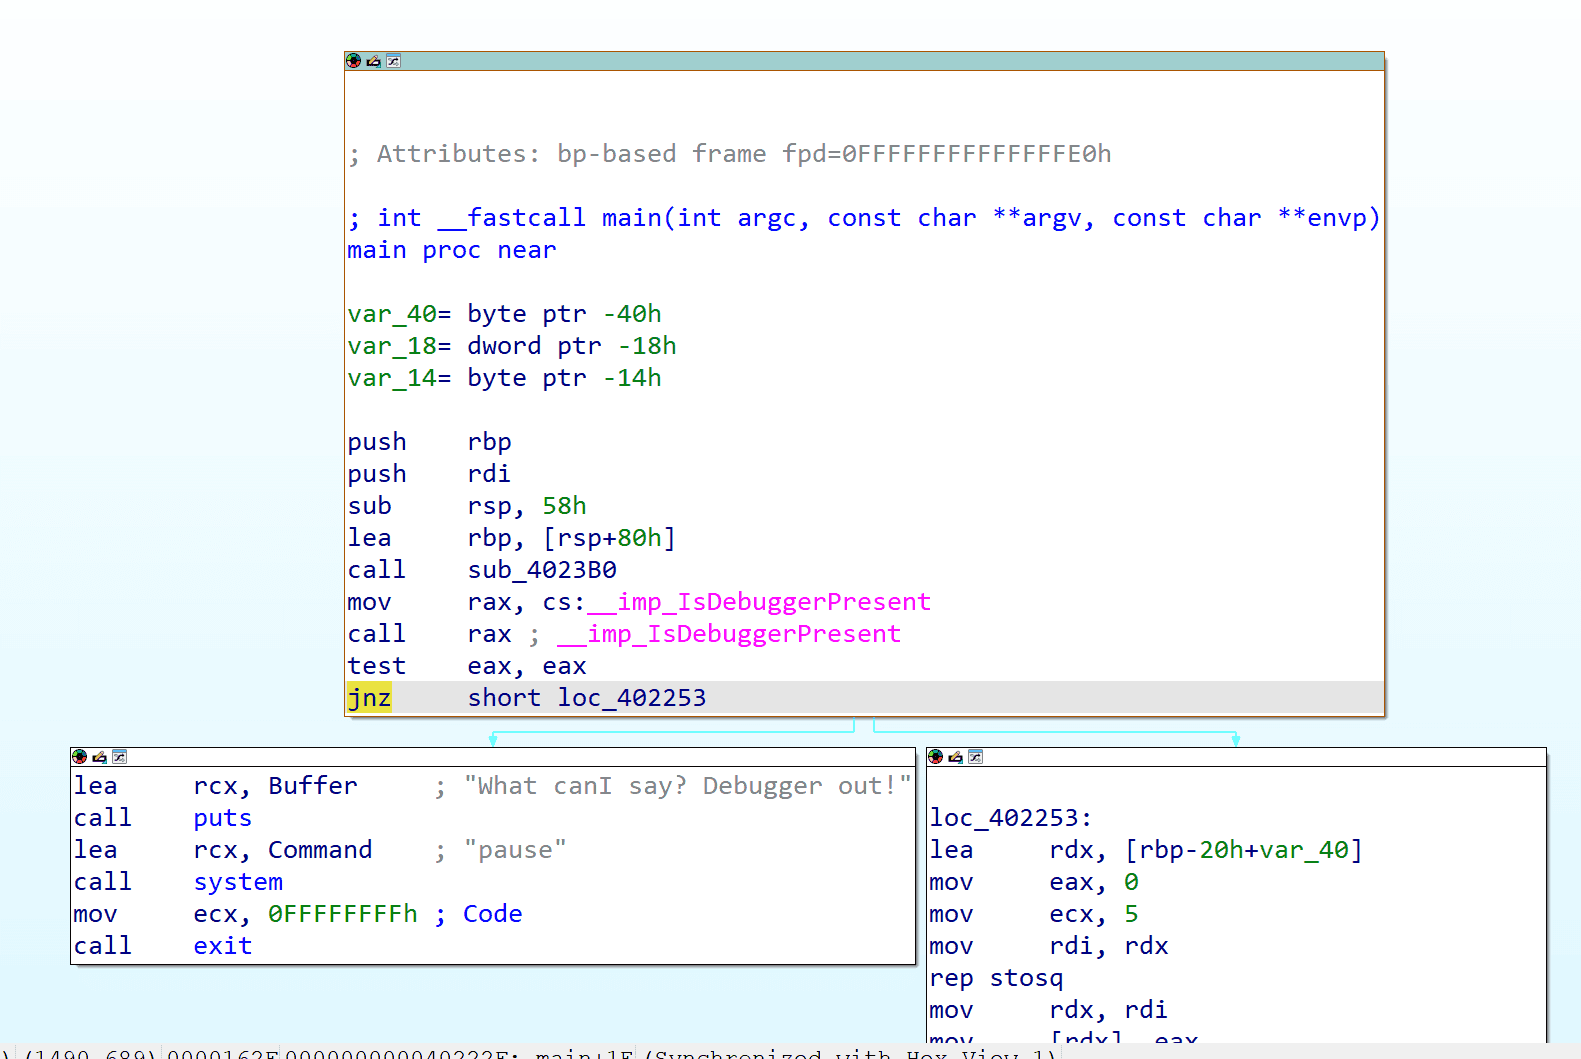 ; Attributes: bp-based frame fpd=0FFFFFFFFFFFFFFE0h
; int __fastcall main(int argc, const char **argv, const char **envp)
main proc near
var_40= byte ptr -40h
var_18= dword ptr -18h
var_14= byte ptr -14h
push rbp
push rdi
sub rsp, 58h
lea rbp, [rsp+80h]
call sub_4023B0
mov rax, cs:__imp_IsDebuggerPresent
call rax ; __imp_IsDebuggerPresent
test eax, eax
jnz short loc_402253
lea rcx, Buffer ; "What canI say? Debugger out!"
call puts
lea rcx, Command ; "pause"
call system
mov ecx, 0FFFFFFFFh ; Code
call exit
loc_402253:
lea rdx, [rbp-20h+var_40]
mov eax, 0
mov ecx, 5
mov rdi, rdx
rep stosq
mov rdx, rdi
mov [rdx], eax
(1490,689) 0000162F 000000000040222F: main+1F (Synchronized with Hex View-1)